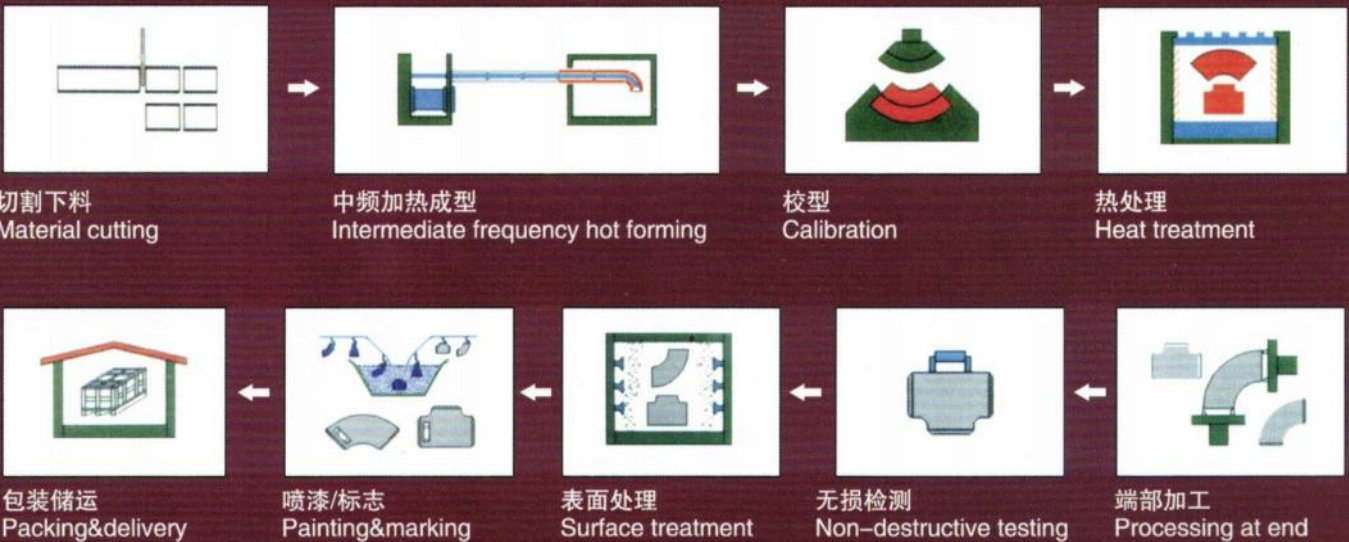 切割下料
Material cutting
中频加热成型
Intermediate frequency hot forming
校型
Calibration
热处理
Heat treatment
包装储运
Packing&delivery
喷漆/标志
Painting&marking
表面处理
Surface treatment
无损检测
Non-destructive testing
端部加工
Processing at end